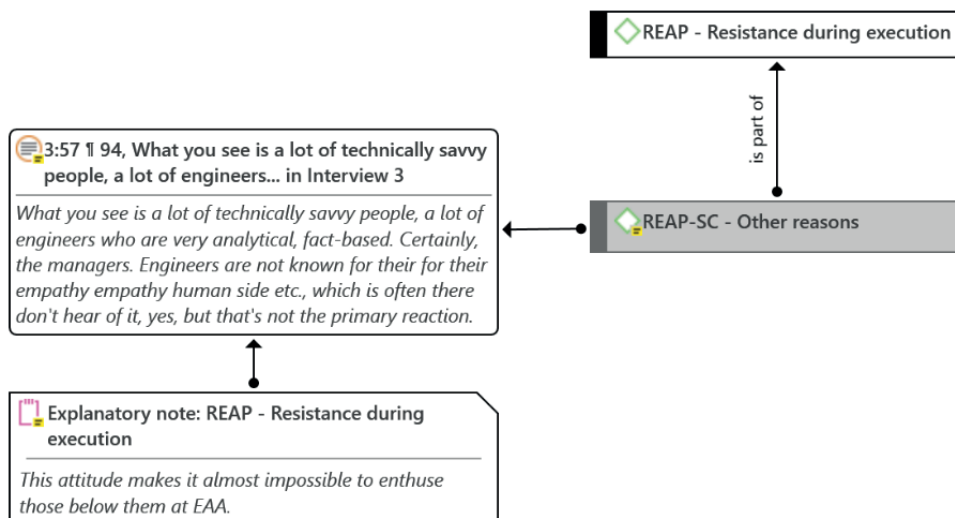 REAP - Resistance during execution
is part of
3:57 ¶ 94, What you see is a lot of technically savvy
people, a lot of engineers... in Interview 3
What you see is a lot of technically savvy people, a lot of
engineers who are very analytical, fact-based. Certainly,
the managers. Engineers are not known for their for their
empathy empathy human side etc., which is often there
don't hear of it, yes, but that's not the primary reaction.
REAP-SC - Other reasons
Explanatory note: REAP - Resistance during
execution
This attitude makes it almost impossible to enthuse
those below them at EAA.